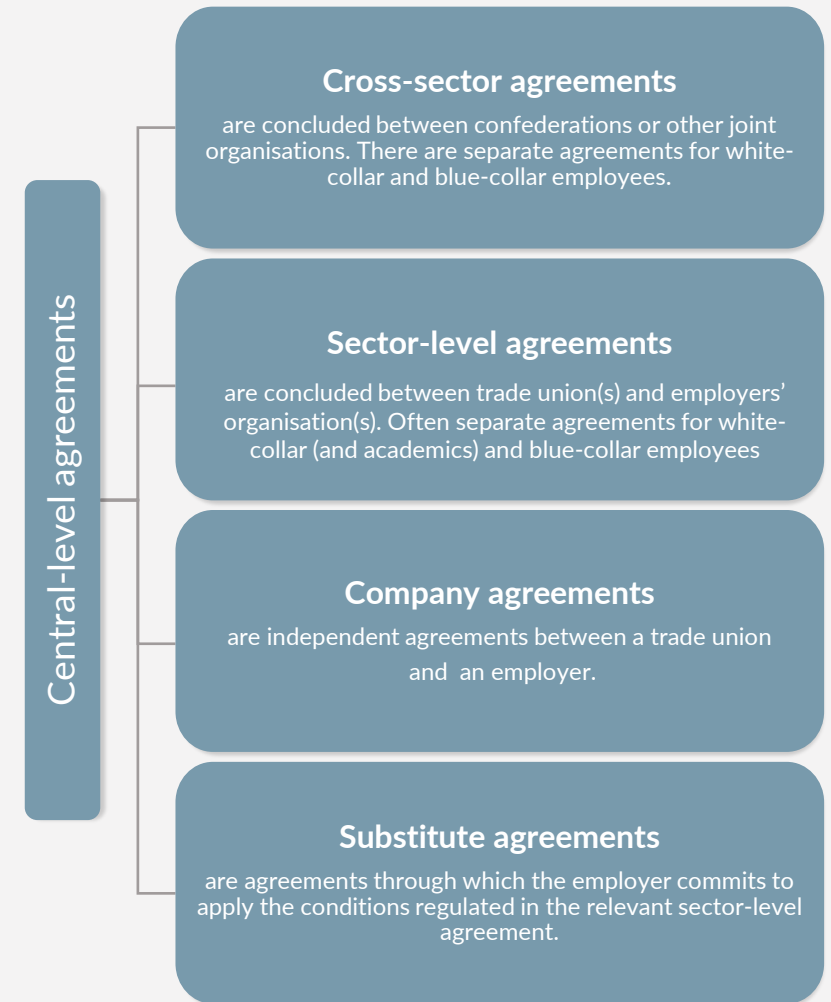 Central-level agreements
Cross-sector agreements
are concluded between confederations or other joint
organisations. There are separate agreements for white-
collar and blue-collar employees.
Sector-level agreements
are concluded between trade union(s) and employers’
organisation(s). Often separate agreements for white-
collar (and academics) and blue-collar employees
Company agreements
are independent agreements between a trade union
and  an employer.
Substitute agreements
are agreements through which the employer commits to
apply the conditions regulated in the relevant sector-level
agreement.